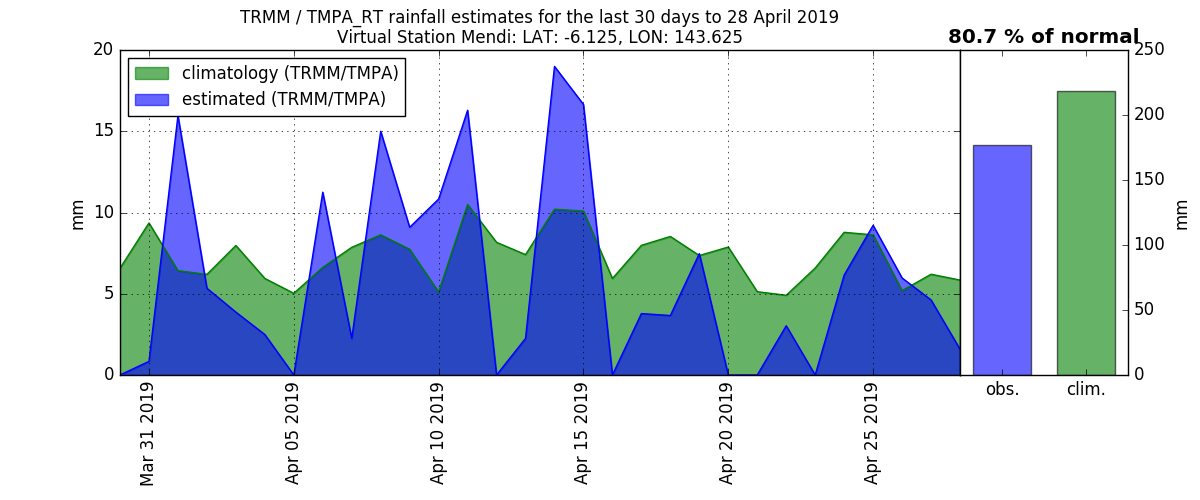 TRMM / TMPA_RT rainfall estimates for the last 30 days to 28 April 2019
Virtual Station Mendi: LAT: -6.125, LON: 143.625
80.7 % of normal
climatology (TRMM/TMPA)
estimated (TRMM/TMPA)
mm
20
15
10
5
0
Mar 31 2019
Apr 05 2019
Apr 10 2019
Apr 15 2019
Apr 20 2019
Apr 25 2019
250
200
150
100
50
0
mm
obs.
clim.